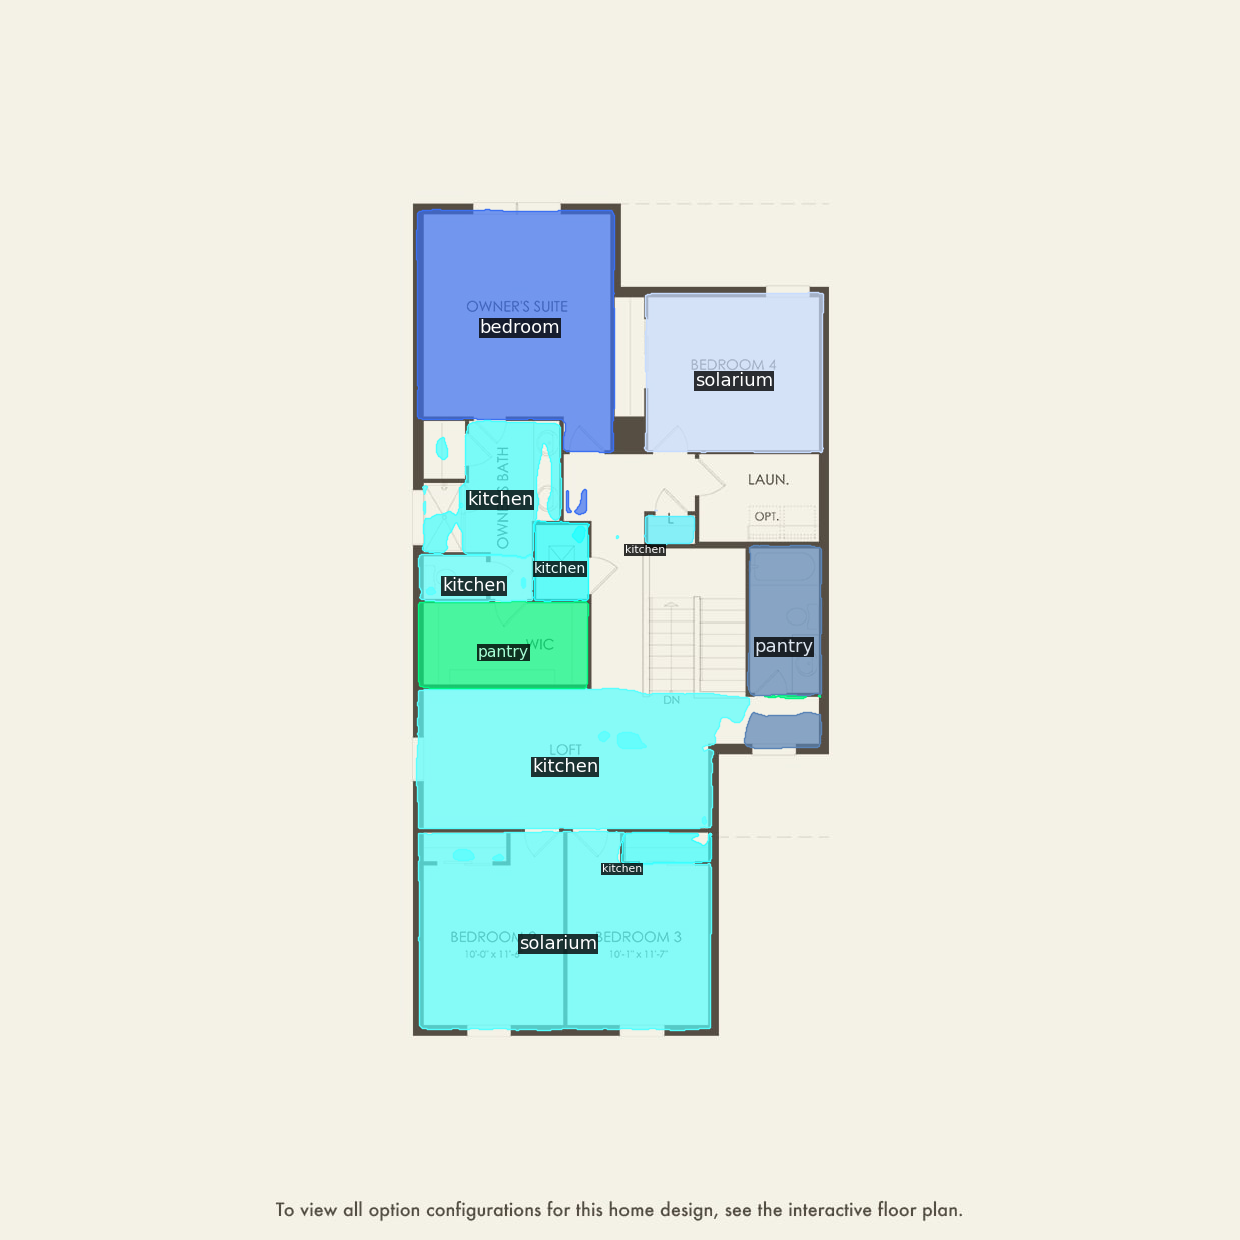 OWNER'S SUITE
bedroom
BEDROOM 4
solarium
OWNER'S BATH
kitchen
LAUN.
OPT.
L
kitchen
kitchen
kitchen
WIC
pantry
pantry
DN
LOFT
kitchen
kitchen
BEDROOM
solarium
BEDROOM 3
10'-0" x 11'-6"
10'-1" x 11'-7"
To view all option configurations for this home design, see the interactive floor plan.